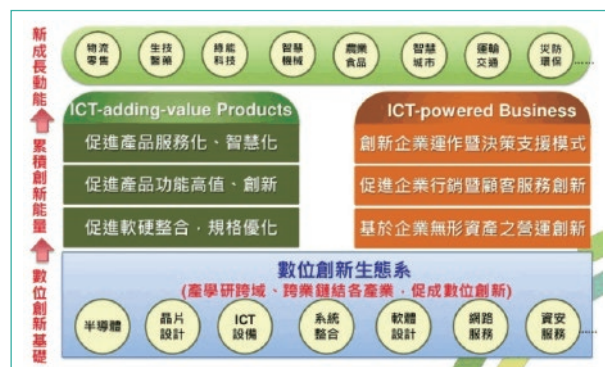 新成長動能
累積創新能量
數位創新基礎
物流
零售
生技
醫藥
綠能
科技
智慧
機械
農業
食品
智慧
城市
運輸
交通
災防
環保
......
ICT-adding-value Products
促進產品服務化、智慧化
促進產品功能高值、創新
促進軟硬整合，規格優化
ICT-powered Business
創新企業運作暨決策支援模式
促進企業行銷暨顧客服務創新
基於企業無形資產之營運創新
數位創新生態系
(產學研跨域、跨業鏈結各產業，促成數位創新)
半導體
晶片
設計
ICT
設備
系統
整合
軟體
設計
網路
服務
資安
服務
......